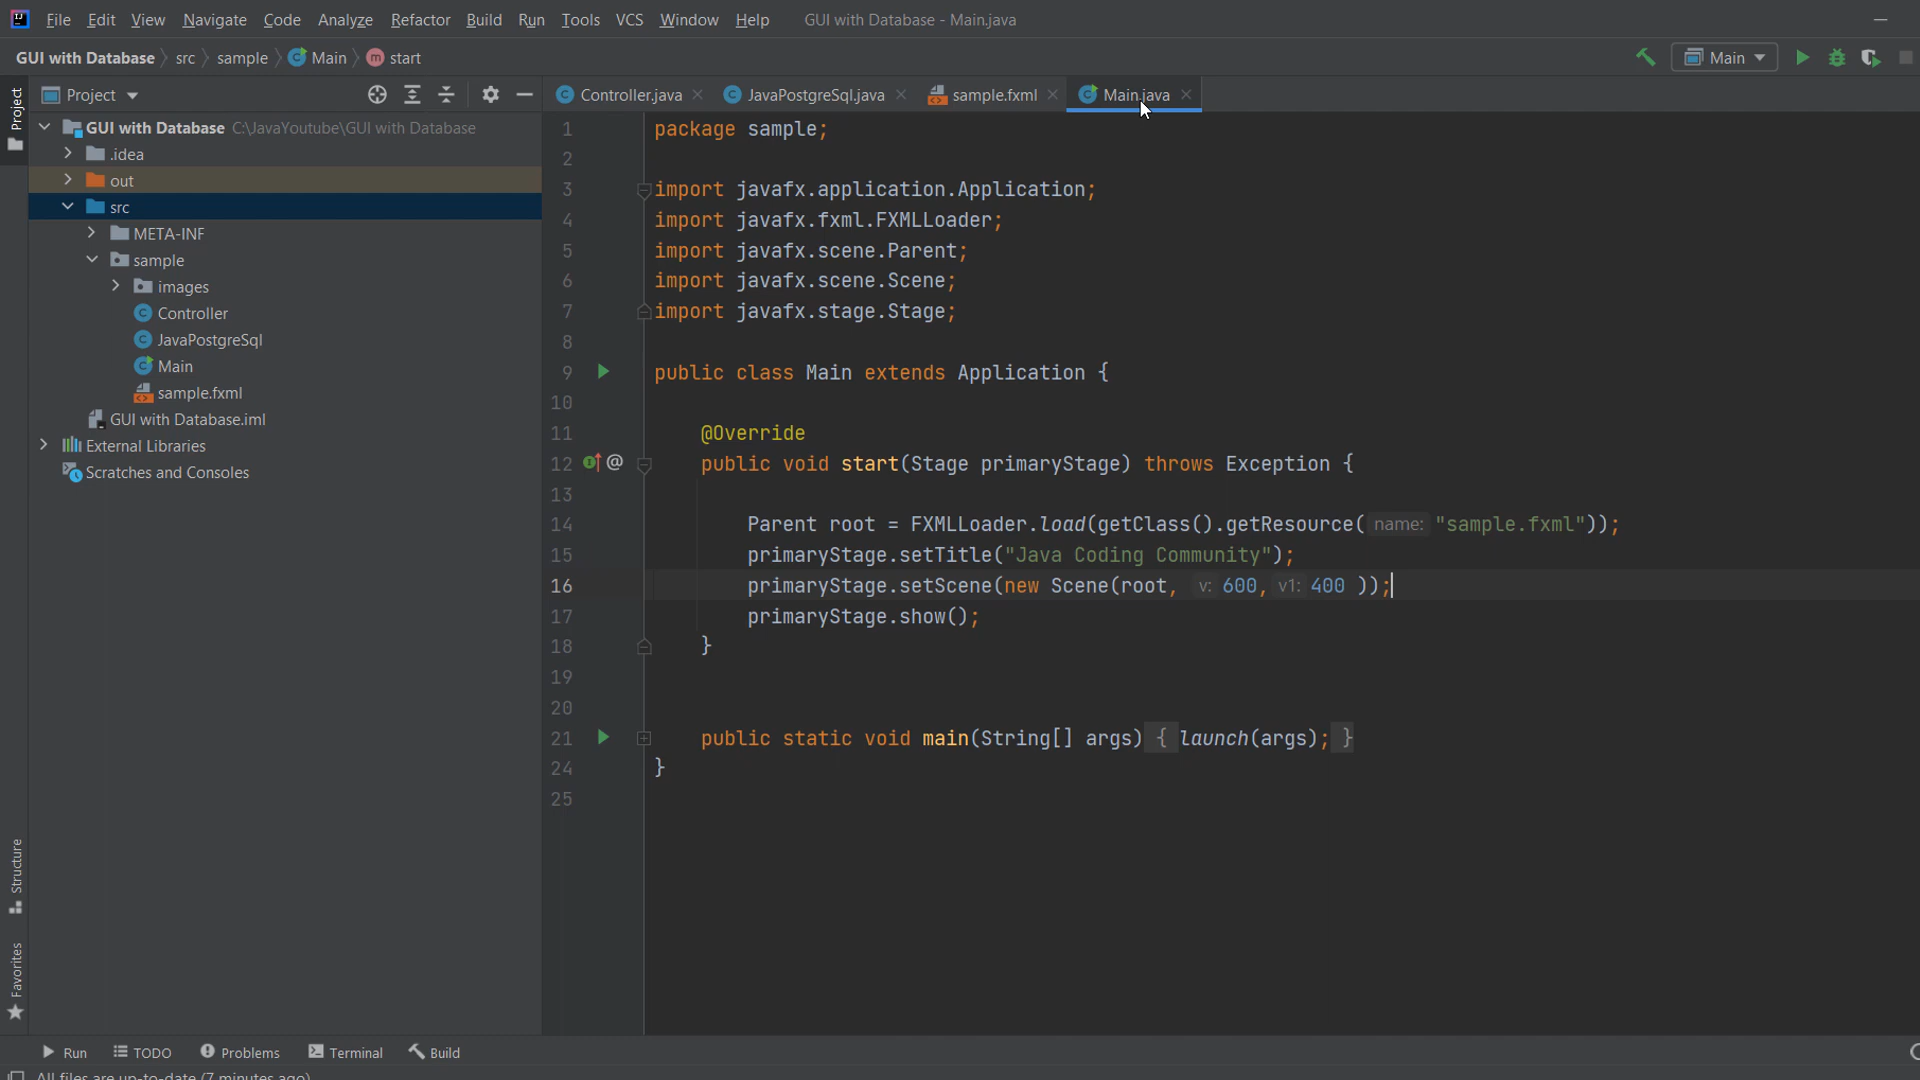 File Edit View Navigate Code Analyze Refactor Build Run Tools VCS Window Help GUI with Database - Main.java
GUI with Database src sample Main start
Main
Project
Project
Controller.java JavaPostgreSql.java sample.fxml Main.java
GUI with Database C:\JavaYoutube\GUI with Database
.idea
out
src
META-INF
sample
images
Controller
JavaPostgreSql
Main
sample.fxml
GUI with Database.iml
External Libraries
Scratches and Consoles
1 package sample;
2
3 import javafx.application.Application;
4 import javafx.fxml.FXMLLoader;
5 import javafx.scene.Parent;
6 import javafx.scene.Scene;
7 import javafx.stage.Stage;
8
9 public class Main extends Application {
10
11 @Override
12 @ public void start(Stage primaryStage) throws Exception {
13
14 Parent root = FXMLLoader.load(getClass().getResource( name: "sample.fxml"));
15 primaryStage.setTitle("Java Coding Community");
16 primaryStage.setScene(new Scene(root, v: 600, v1: 400 ));
17 primaryStage.show();
18 }
19
20
21 public static void main(String[] args) { launch(args); }
24 }
25
Structure
Favorites
Run TODO Problems Terminal Build
All files are up-to-date (7 minutes ago)